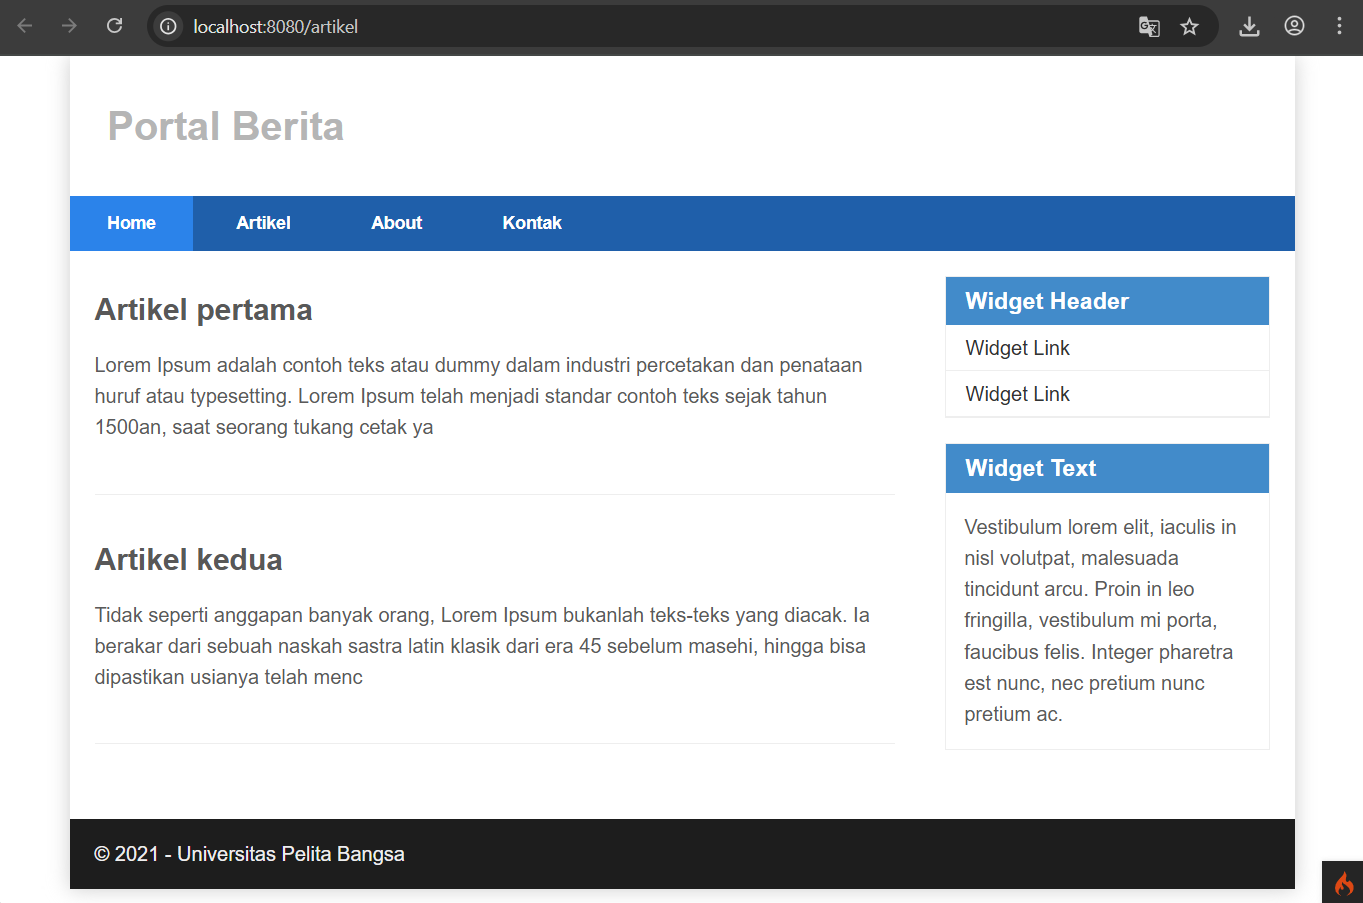 localhost:8080/artikel
Portal Berita
Home Artikel About Kontak
Artikel pertama
Lorem Ipsum adalah contoh teks atau dummy dalam industri percetakan dan penataan
huruf atau typesetting. Lorem Ipsum telah menjadi standar contoh teks sejak tahun
1500an, saat seorang tukang cetak ya
Artikel kedua
Tidak seperti anggapan banyak orang, Lorem Ipsum bukanlah teks-teks yang diacak. Ia
berakar dari sebuah naskah sastra latin klasik dari era 45 sebelum masehi, hingga bisa
dipastikan usianya telah menc
Widget Header
Widget Link
Widget Link
Widget Text
Vestibulum lorem elit, iaculis in
nisl volutpat, malesuada
tincidunt arcu. Proin in leo
fringilla, vestibulum mi porta,
faucibus felis. Integer pharetra
est nunc, nec pretium nunc
pretium ac.
© 2021 - Universitas Pelita Bangsa